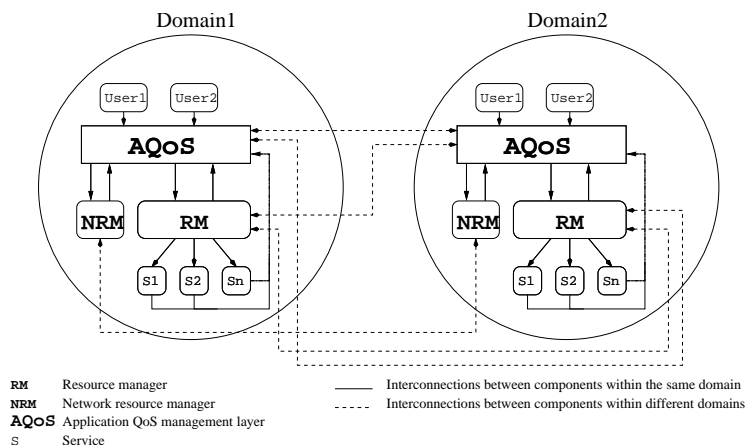 Domain1
Domain2
User1
User2
User1
User2
AQoS
AQoS
NRM
RM
NRM
RM
S1
S2
Sn
S1
S2
Sn
RM Resource manager
NRM Network resource manager
AQoS Application QoS management layer
S Service
Interconnections between components within the same domain
Interconnections between components within different domains